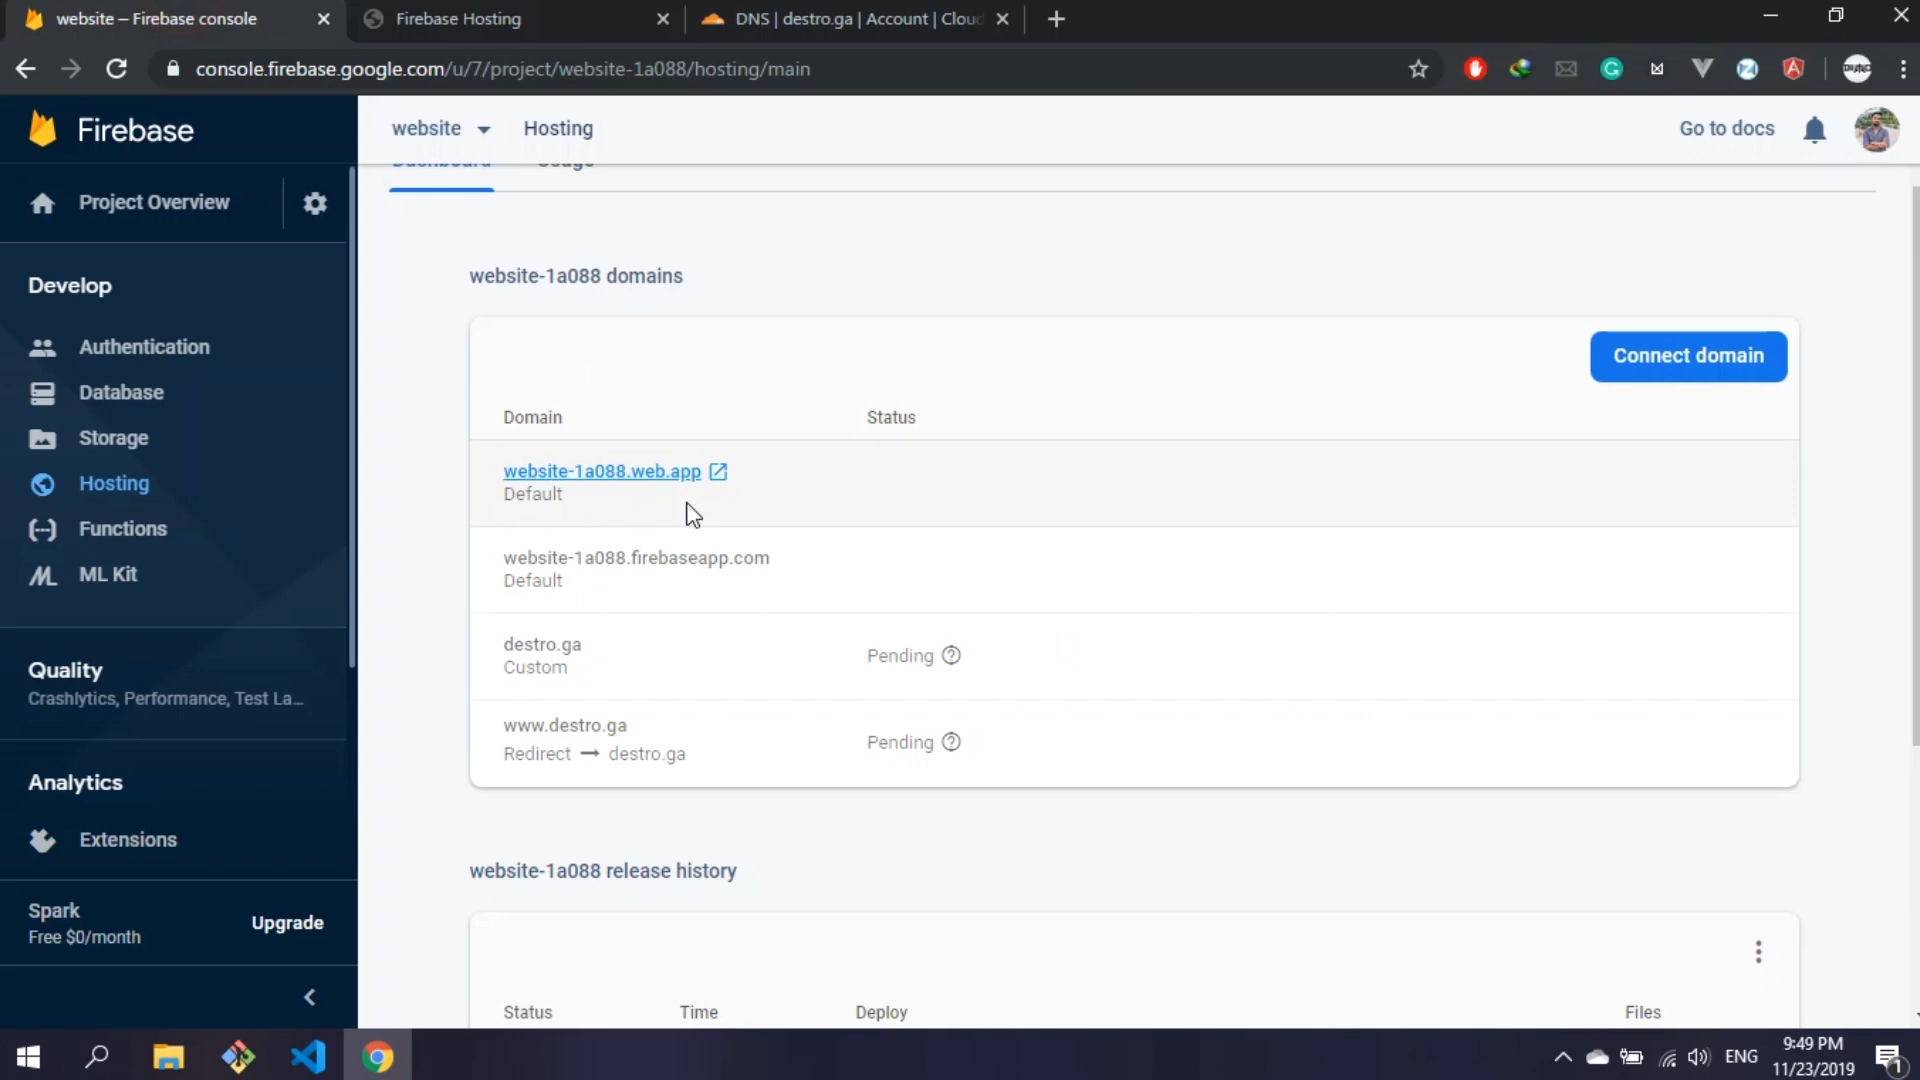 website – Firebase console
Firebase Hosting
DNS | destro.ga | Account | Cloud
console.firebase.google.com/u/7/project/website-1a088/hosting/main
Firebase
website
Hosting
Go to docs
Dashboard
Usage
Project Overview
Develop
Authentication
Database
Storage
Hosting
Functions
ML Kit
Quality
Crashlytics, Performance, Test La...
Analytics
Extensions
Spark
Free $0/month
Upgrade
website-1a088 domains
Connect domain
Domain
Status
website-1a088.web.app
Default
website-1a088.firebaseapp.com
Default
destro.ga
Custom
Pending
www.destro.ga
Redirect → destro.ga
Pending
website-1a088 release history
Status
Time
Deploy
Files
ENG
9:49 PM
11/23/2019
1